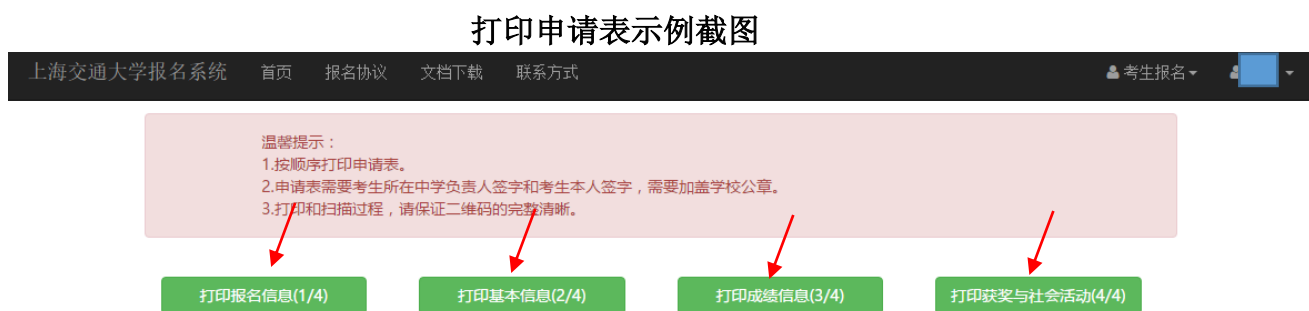 打印申请表示例截图
上海交通大学报名系统 首页 报名协议 文档下载 联系方式 考生报名
温馨提示：
1.按顺序打印申请表。
2.申请表需要考生所在中学负责人签字和考生本人签字，需要加盖学校公章。
3.打印和扫描过程，请保证二维码的完整清晰。
打印报名信息(1/4) 打印基本信息(2/4) 打印成绩信息(3/4) 打印获奖与社会活动(4/4)